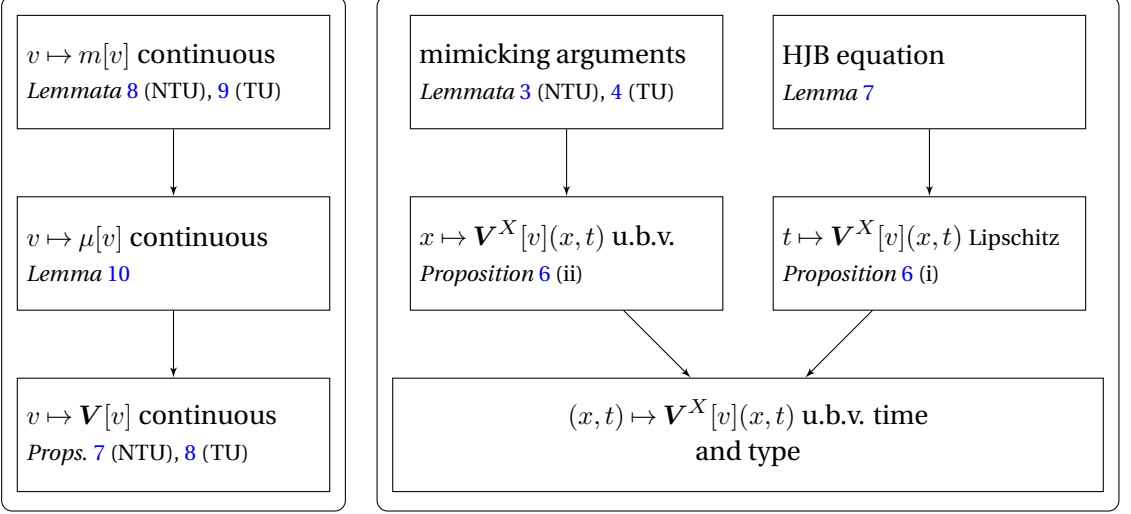 v ↦ m[v] continuous
Lemmata 8 (NTU), 9 (TU)
v ↦ μ[v] continuous
Lemma 10
v ↦ V[v] continuous
Props. 7 (NTU), 8 (TU)
mimicking arguments
Lemmata 3 (NTU), 4 (TU)
HJB equation
Lemma 7
x ↦ V^X[v](x, t) u.b.v.
Proposition 6 (ii)
t ↦ V^X[v](x, t) Lipschitz
Proposition 6 (i)
(x, t) ↦ V^X[v](x, t) u.b.v. time
and type